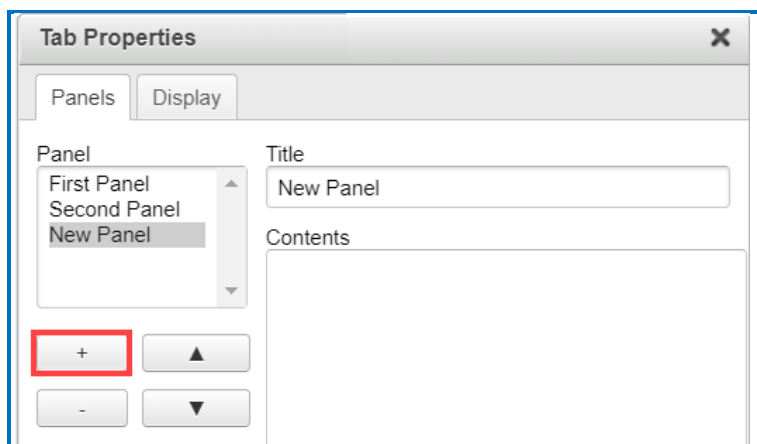 Tab Properties
Panels
Display
Panel
First Panel
Second Panel
New Panel
Title
New Panel
Contents
+
-